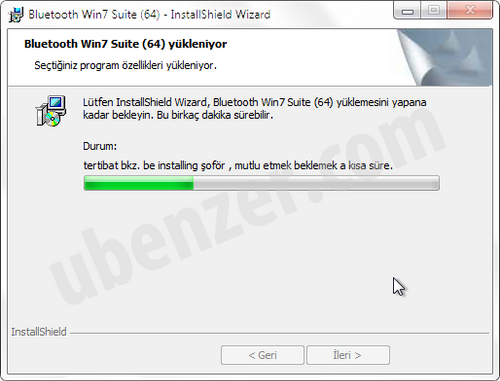 Bluetooth Win7 Suite (64) - InstallShield Wizard
Bluetooth Win7 Suite (64) yükleniyor
Seçtiğiniz program özellikleri yükleniyor.
Lütfen InstallShield Wizard, Bluetooth Win7 Suite (64) yüklemesini yapana
kadar bekleyin. Bu birkaç dakika sürebilir.
Durum:
tertibat bkz. be installing şoför , mutlu etmek beklemek a kısa süre.
ubenzer.com
InstallShield
< Geri
İleri >